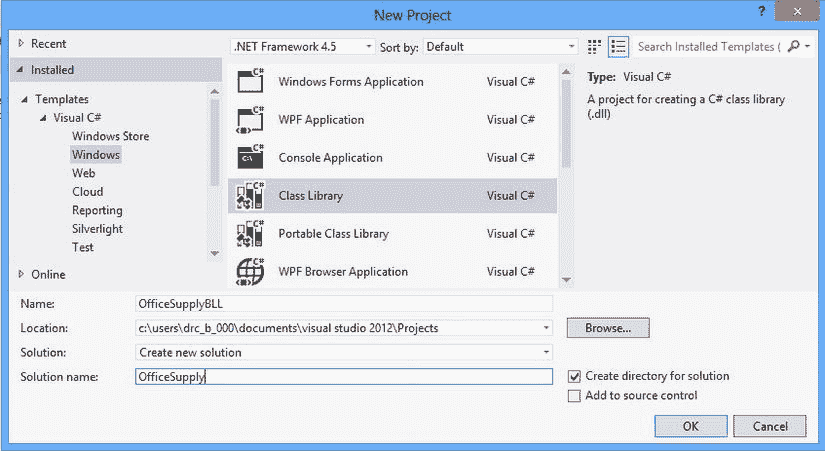 New Project
?
Recent
Installed
Templates
Visual C#
Windows Store
Windows
Web
Cloud
Reporting
Silverlight
Test
Online
.NET Framework 4.5
Sort by: Default
Search Installed Templates (
C#
Windows Forms Application Visual C#
C#
WPF Application Visual C#
C#
C:\
Console Application Visual C#
C#
Class Library Visual C#
C#
Portable Class Library Visual C#
C#
WPF Browser Application Visual C#
Type: Visual C#
A project for creating a C# class library
(.dll)
Name: OfficeSupplyBLL
Location: c:\users\drc_b_000\documents\visual studio 2012\Projects
Browse...
Solution: Create new solution
Solution name: OfficeSupply
Create directory for solution
Add to source control
OK
Cancel